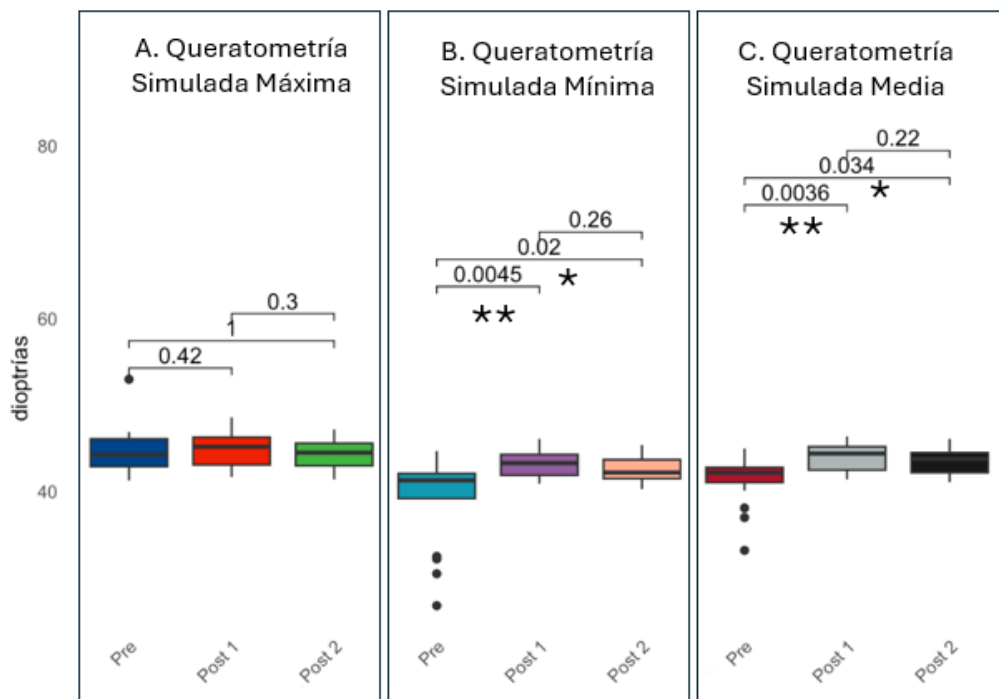 A. Queratometría
Simulada Máxima
B. Queratometría
Simulada Mínima
C. Queratometría
Simulada Media
dioptrías
80
60
40
0.3
1
0.42
0.26
0.02
0.0045
*
**
0.22
0.034
0.0036
*
**
Pre
Post 1
Post 2
Pre
Post 1
Post 2
Pre
Post 1
Post 2